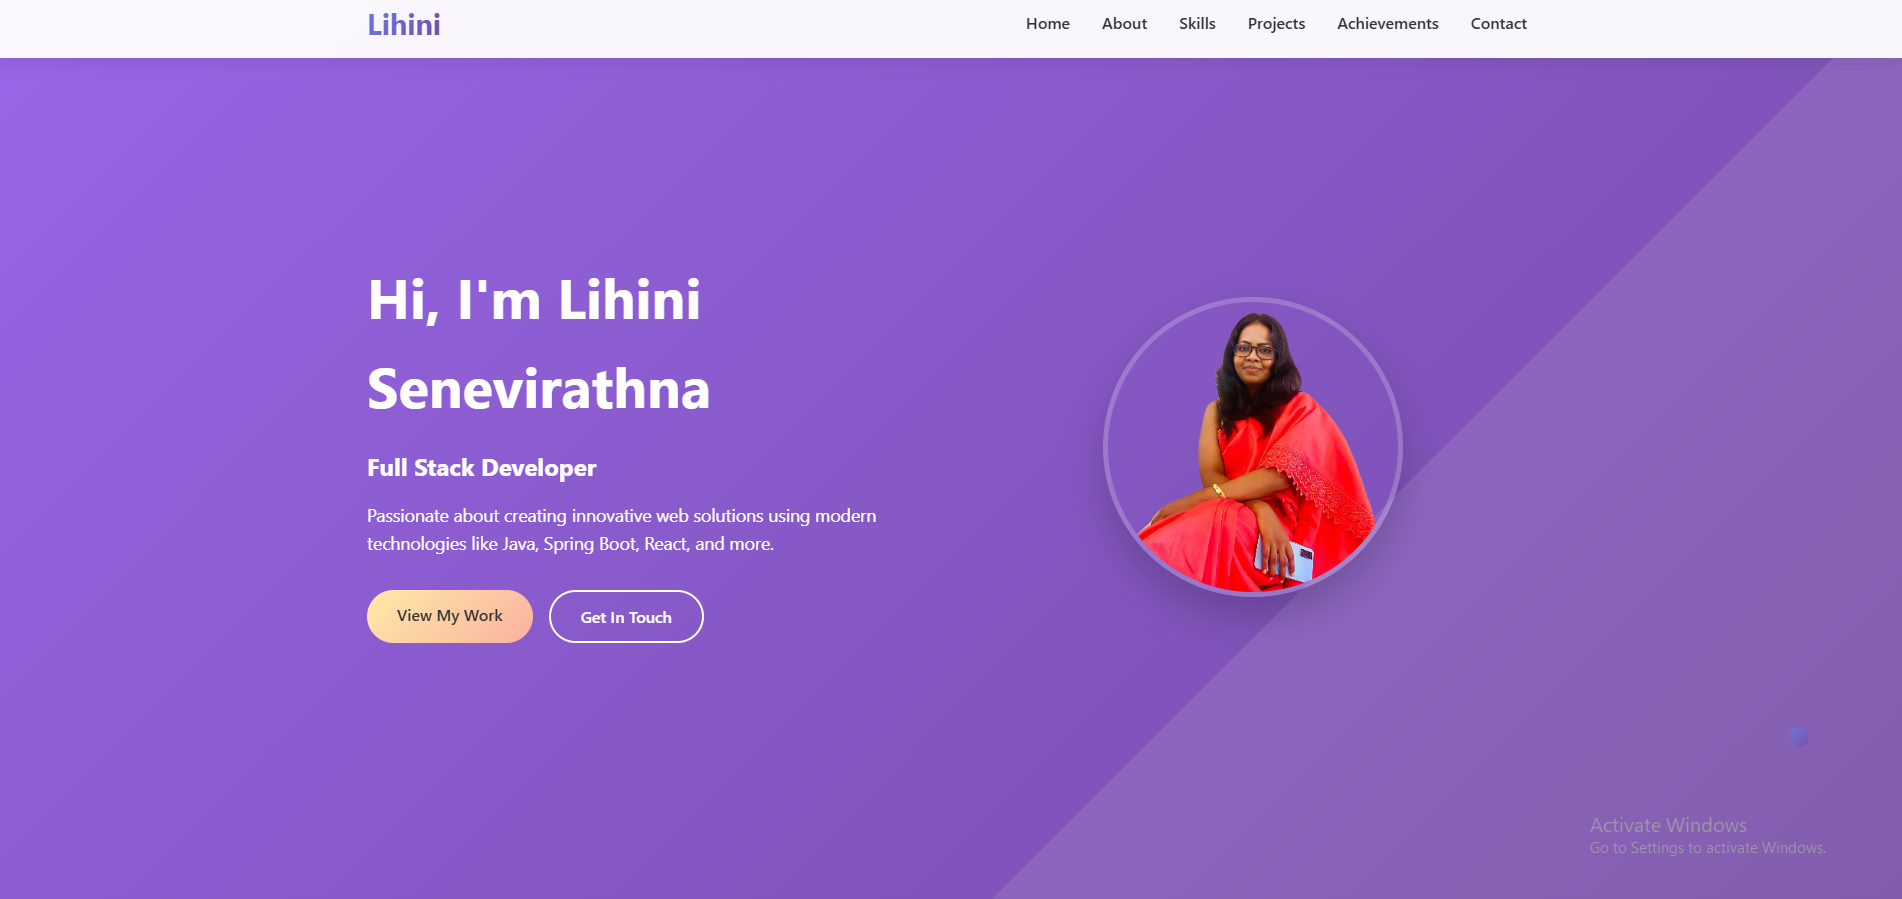 Lihini
Home About Skills Projects Achievements Contact
Hi, I'm Lihini
Senevirathna
Full Stack Developer
Passionate about creating innovative web solutions using modern
technologies like Java, Spring Boot, React, and more.
View My Work
Get In Touch
Activate Windows
Go to Settings to activate Windows.